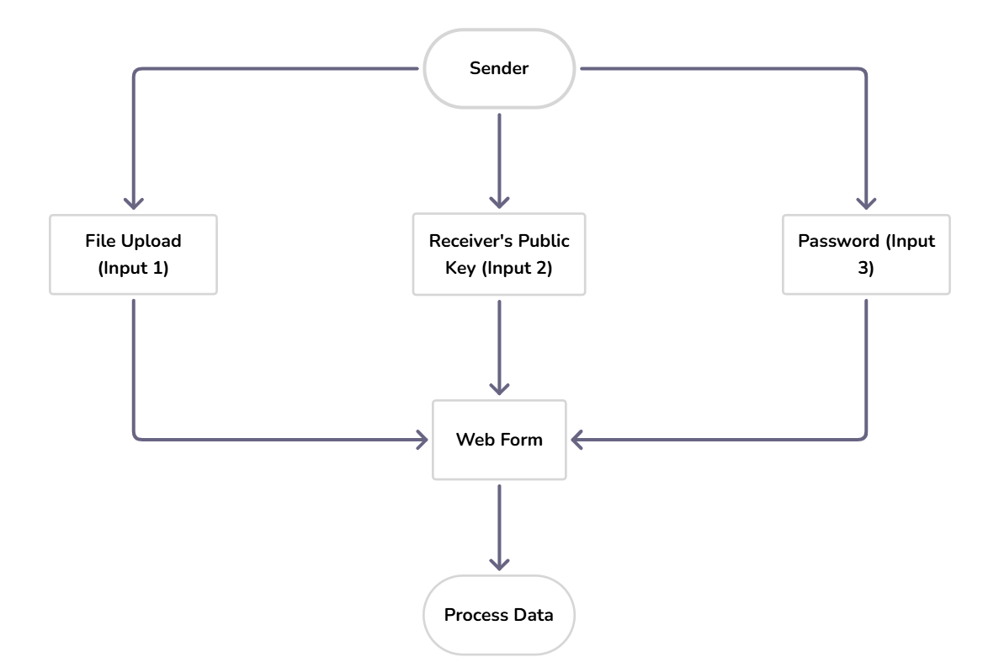 Sender
File Upload
(Input 1)
Receiver's Public
Key (Input 2)
Password (Input
3)
Web Form
Process Data